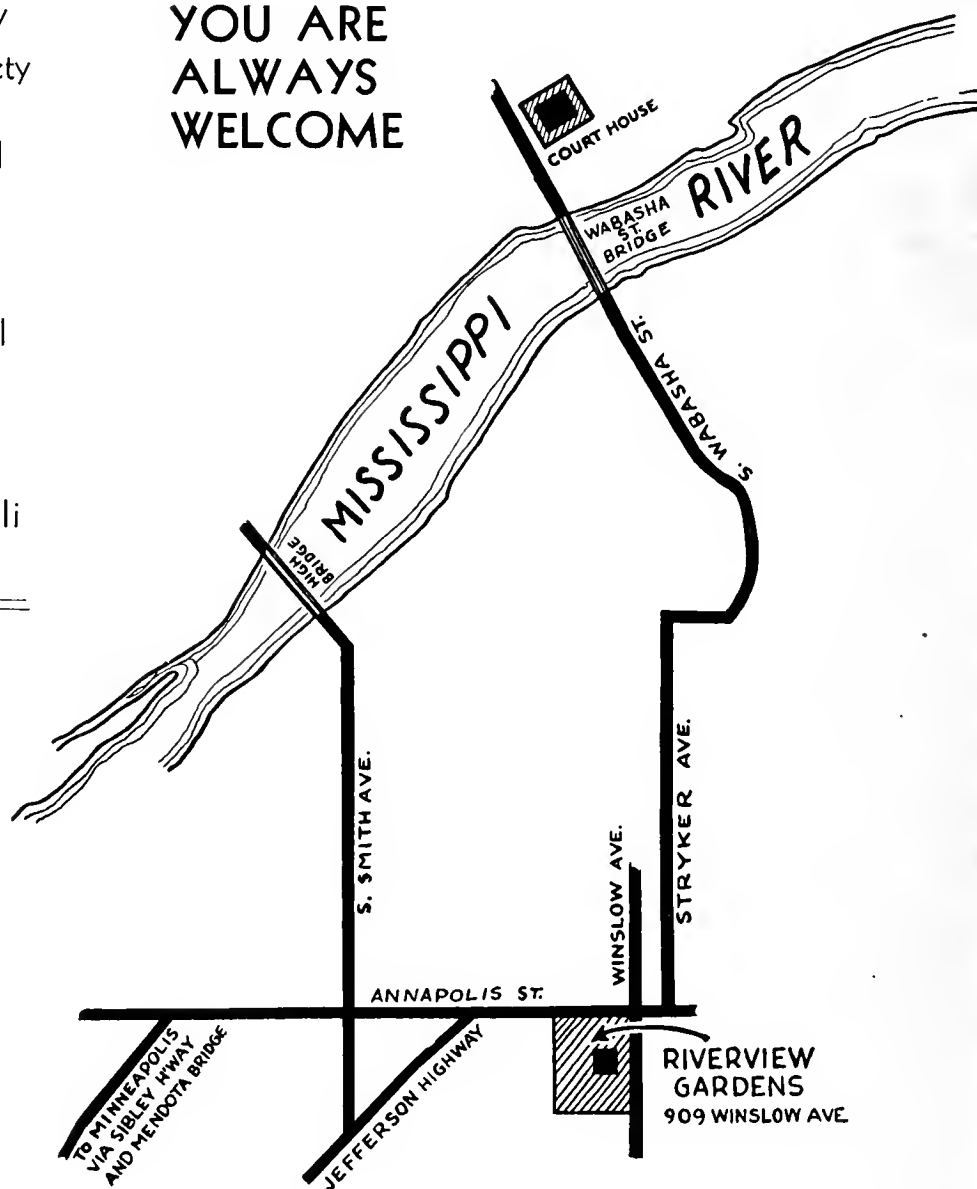 YOU ARE
ALWAYS
WELCOME
COURT HOUSE
WABASHA
ST.
BRIDGE
MISSISSIPPI RIVER
S. WABASHA ST.
HIGH
BRIDGE
S. SMITH AVE.
WINSLOW AVE.
STRYKER AVE.
ANNAPOLIS ST.
TO MINNEAPOLIS
VIA SIBLEY H'WAY
AND MENDOTA BRIDGE
JEFFERSON HIGHWAY
RIVERVIEW
GARDENS
909 WINSLOW AVE.